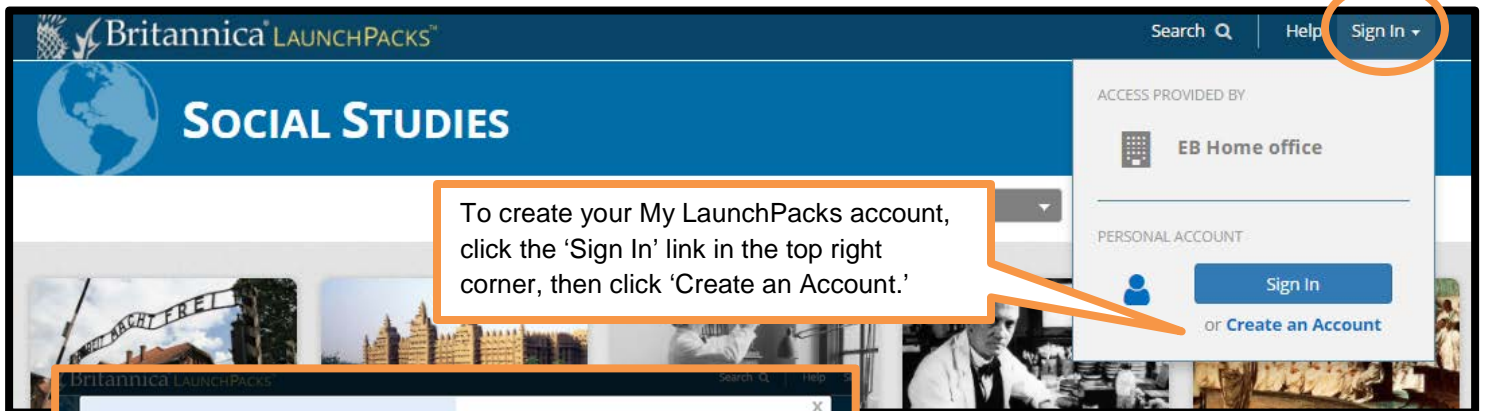 Britannica® LAUNCHPACKS™
Search
Help
Sign In
SOCIAL STUDIES
ACCESS PROVIDED BY
EB Home office
To create your My LaunchPacks account,
click the ‘Sign In’ link in the top right
corner, then click ‘Create an Account.’
PERSONAL ACCOUNT
Sign In
or Create an Account
ARBEIT MACHT FREI
Britannica LAUNCHPACKS
Search
Help
X